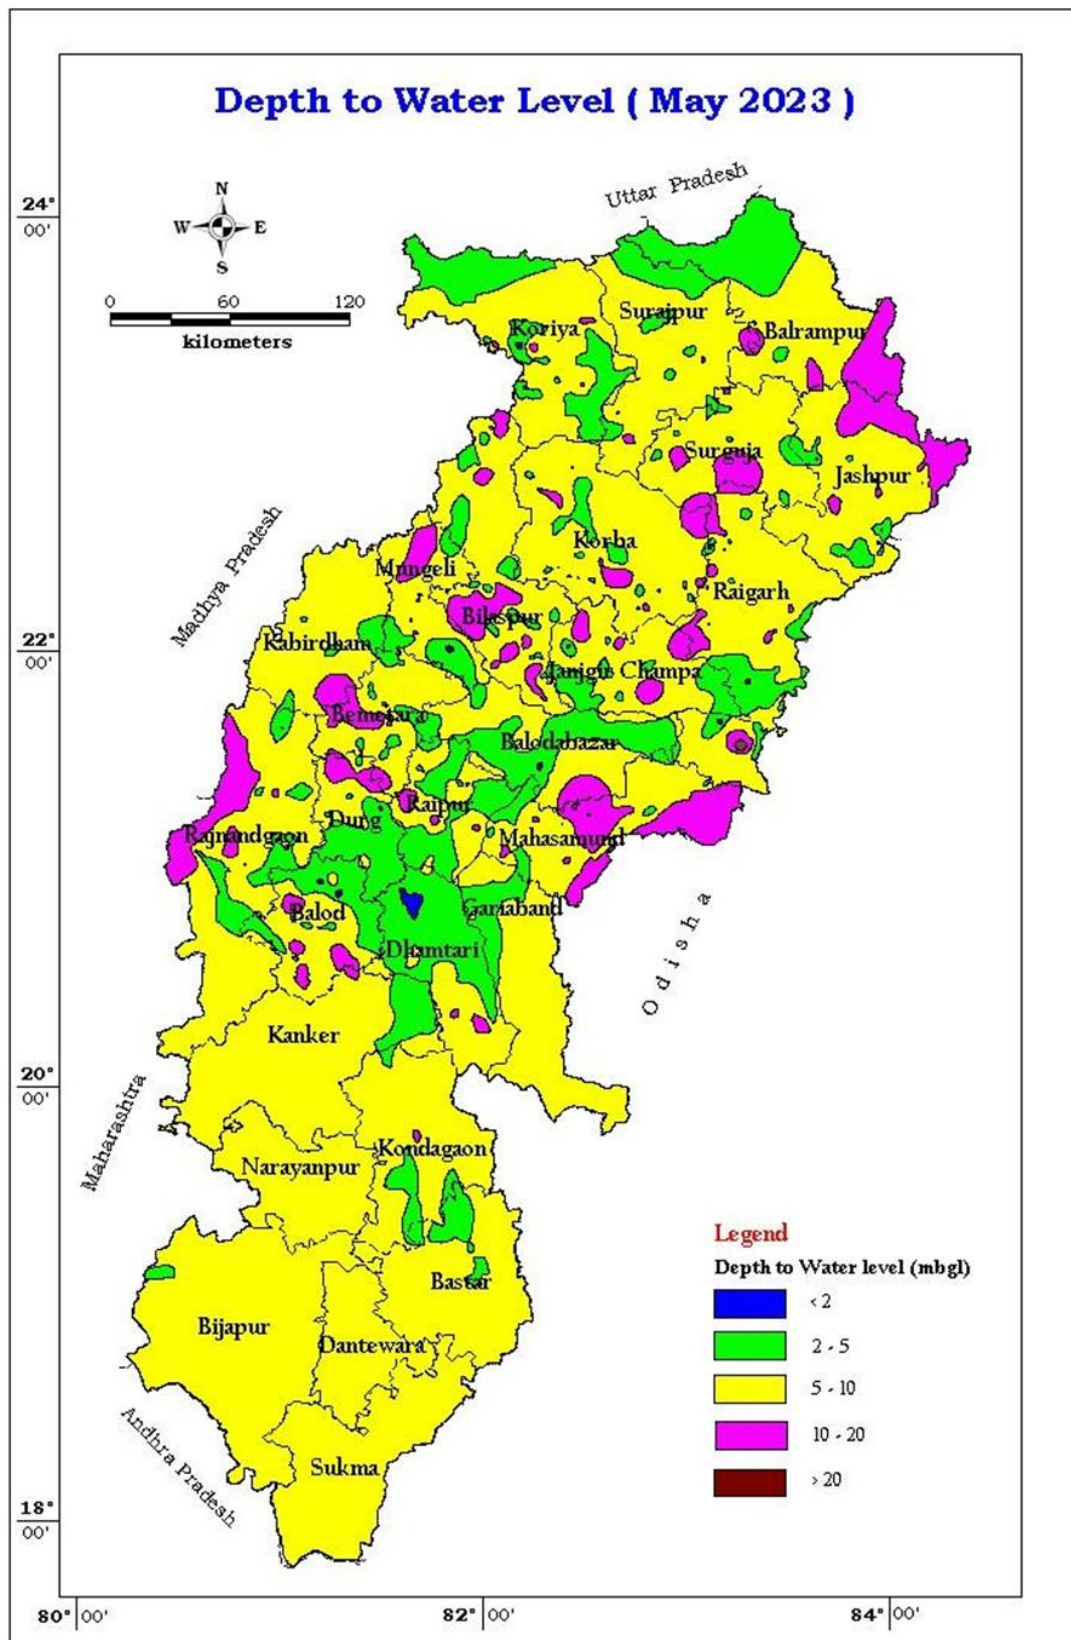 Depth to Water Level ( May 2023 )
Uttar Pradesh
24°
00'
N
W E
S
0 60 120
kilometers
Surajpur
Koriya
Balrampur
Surguja
Jashpur
Madhya Pradesh
Korba
Mungeli
Raigarh
Bilaspur
22°
00'
Kabirdham
Janjgir Champa
Bemetara
Balodabazar
Raipur
Durg
Rajnandgaon
Mahasamund
Balod
Gariaband
Dhamtari
Odisha
Kanker
20°
00'
Maharashtra
Kondagaon
Narayanpur
Bastar
Bijapur
Dantewara
Andhra Pradesh
Sukma
18°
00'
Legend
Depth to Water level (mbgl)
< 2
2 - 5
5 - 10
10 - 20
> 20
80° 00' 82° 00' 84° 00'